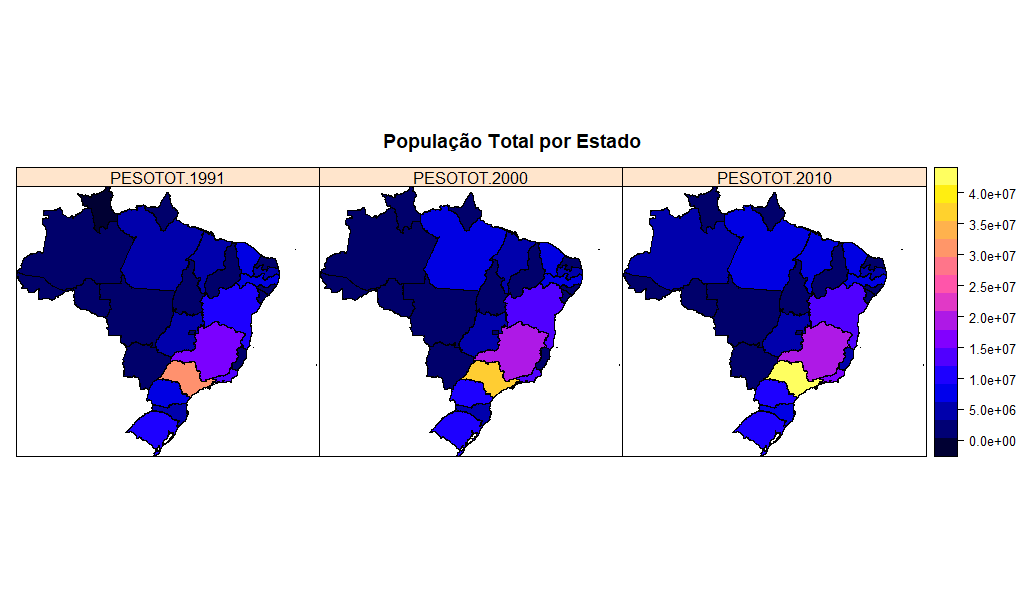 População Total por Estado
PESOTOT.1991 PESOTOT.2000 PESOTOT.2010
4.0e+07
3.5e+07
3.0e+07
2.5e+07
2.0e+07
1.5e+07
1.0e+07
5.0e+06
0.0e+00